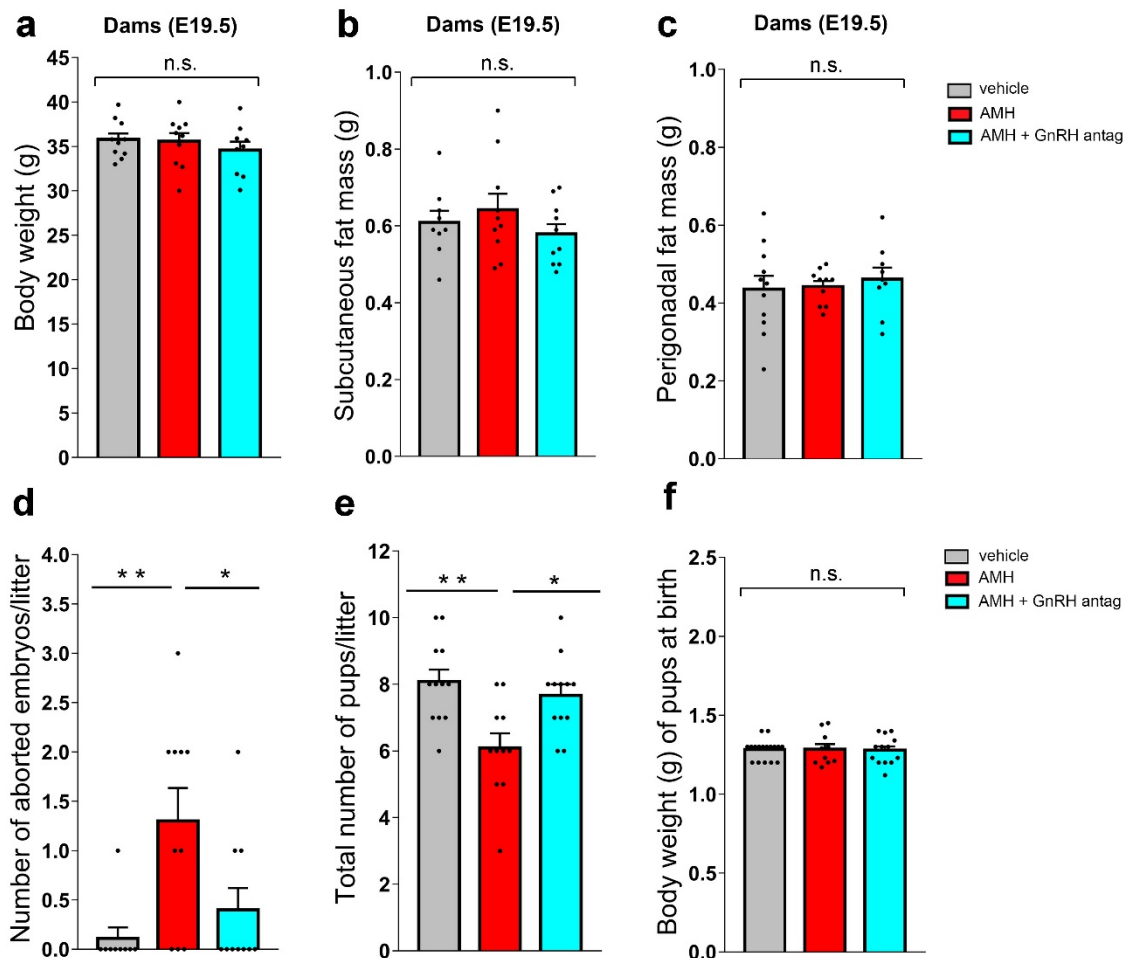 a
Dams (E19.5)
n.s.
Body weight (g)
45
40
35
30
25
20
15
10
5
0
b
Dams (E19.5)
n.s.
Subcutaneous fat mass (g)
1.0
0.8
0.6
0.4
0.2
0.0
c
Dams (E19.5)
n.s.
Perigonadal fat mass (g)
1.0
0.8
0.6
0.4
0.2
0.0
vehicle
AMH
AMH + GnRH antag
d
Number of aborted embryos/litter
4.0
3.5
3.0
2.5
2.0
1.5
1.0
0.5
0.0
* *
*
e
Total number of pups/litter
12
10
8
6
4
2
0
* *
*
f
Body weight (g) of pups at birth
2.5
2.0
1.5
1.0
0.5
0.0
n.s.
vehicle
AMH
AMH + GnRH antag